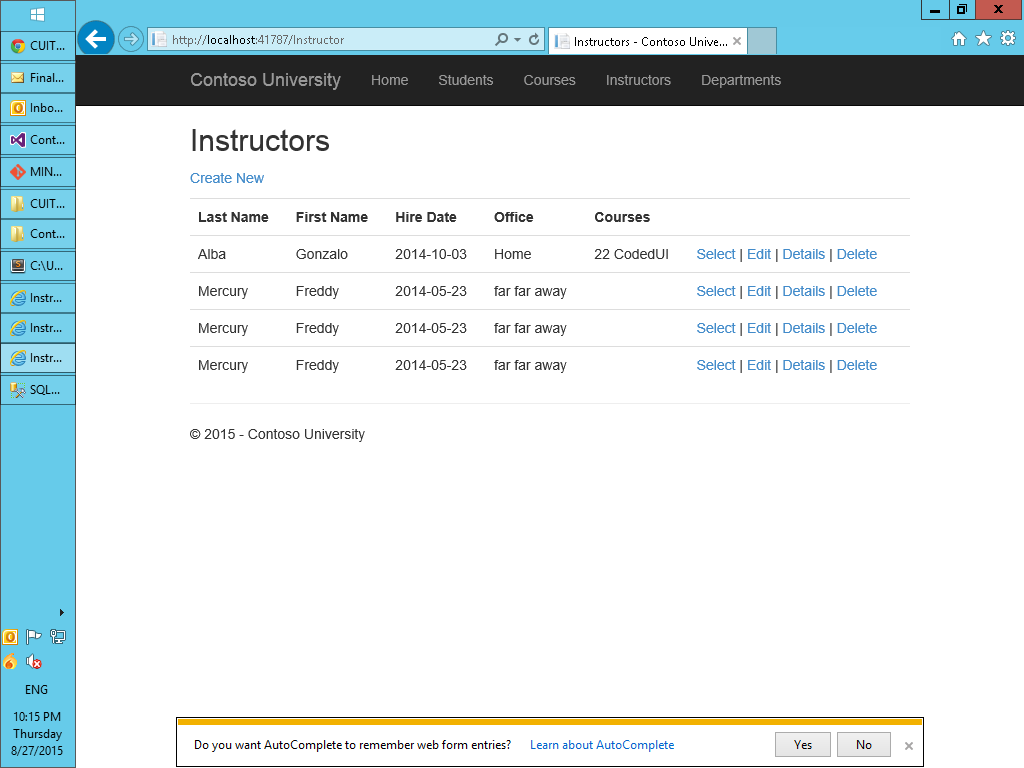 CUIT...
Final...
Inbo...
Cont...
MIN...
CUIT...
Cont...
C:\U...
Instr...
Instr...
Instr...
SQL...
ENG
10:15 PM
Thursday
8/27/2015
http://localhost:41787/Instructor
Instructors - Contoso Unive...
Contoso University Home Students Courses Instructors Departments
Instructors
Create New
Last Name First Name Hire Date Office Courses
Alba Gonzalo 2014-10-03 Home 22 CodedUI Select | Edit | Details | Delete
Mercury Freddy 2014-05-23 far far away Select | Edit | Details | Delete
Mercury Freddy 2014-05-23 far far away Select | Edit | Details | Delete
Mercury Freddy 2014-05-23 far far away Select | Edit | Details | Delete
© 2015 - Contoso University
Do you want AutoComplete to remember web form entries? Learn about AutoComplete Yes No